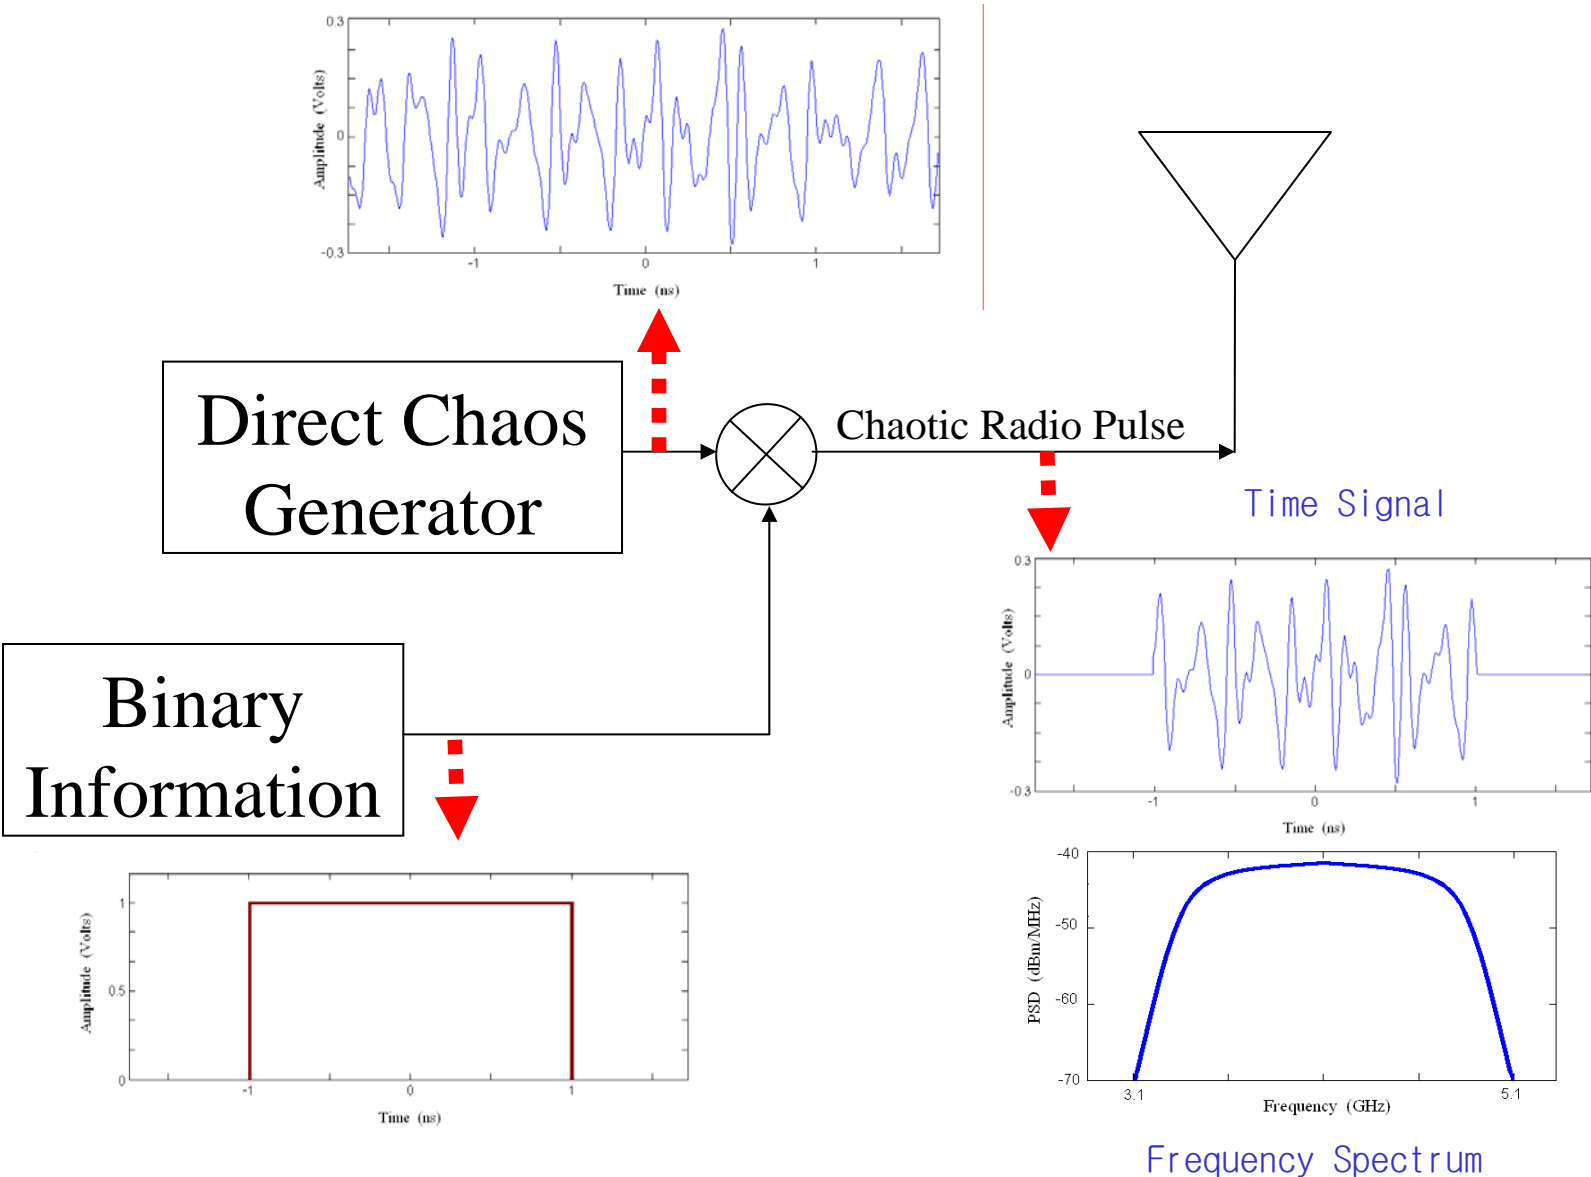 0.3
0
-0.3
Amplitude (Volts)
-1
0
1
Time (ns)
Direct Chaos
Generator
Chaotic Radio Pulse
Time Signal
0.3
0
-0.3
Amplitude (Volts)
-1
0
1
Time (ns)
Binary
Information
1
0.5
0
Amplitude (Volts)
-1
0
1
Time (ns)
-40
-50
-60
-70
PSD (dBm/MHz)
3.1
5.1
Frequency (GHz)
Frequency Spectrum